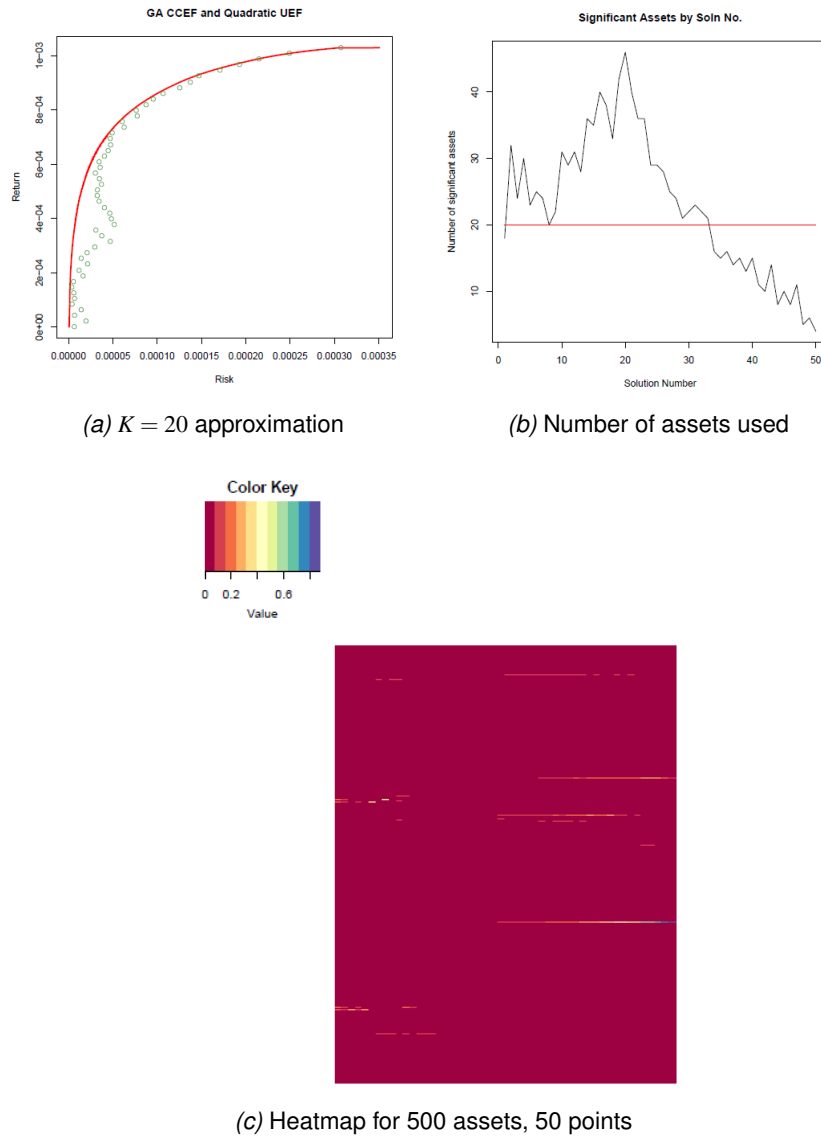 GA CCEF and Quadratic UEF
Return
0e+00 2e-04 4e-04 6e-04 8e-04 1e-03
0.00000 0.00005 0.00010 0.00015 0.00020 0.00025 0.00030 0.00035
Risk
(a) K = 20 approximation
Significant Assets by Soln No.
Number of significant assets
10 20 30 40
0 10 20 30 40 50
Solution Number
(b) Number of assets used
Color Key
0 0.2 0.6
Value
(c) Heatmap for 500 assets, 50 points